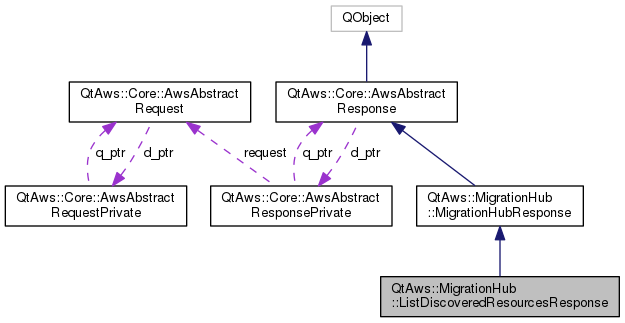 QObject
QtAws::Core::AwsAbstract
Request
QtAws::Core::AwsAbstract
Response
q_ptr
d_ptr
request
q_ptr
d_ptr
QtAws::Core::AwsAbstract
RequestPrivate
QtAws::Core::AwsAbstract
ResponsePrivate
QtAws::MigrationHub
::MigrationHubResponse
QtAws::MigrationHub
::ListDiscoveredResourcesResponse